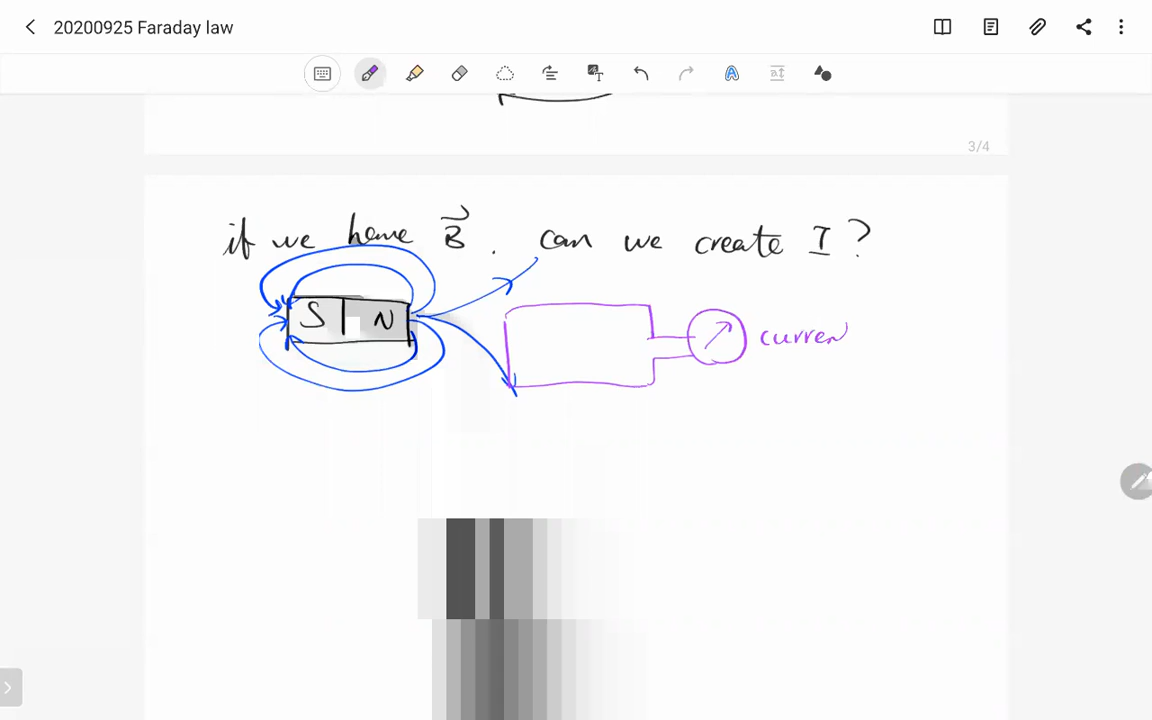 20200925 Faraday law
3/4
if we have B. can we create I?
S N
curren